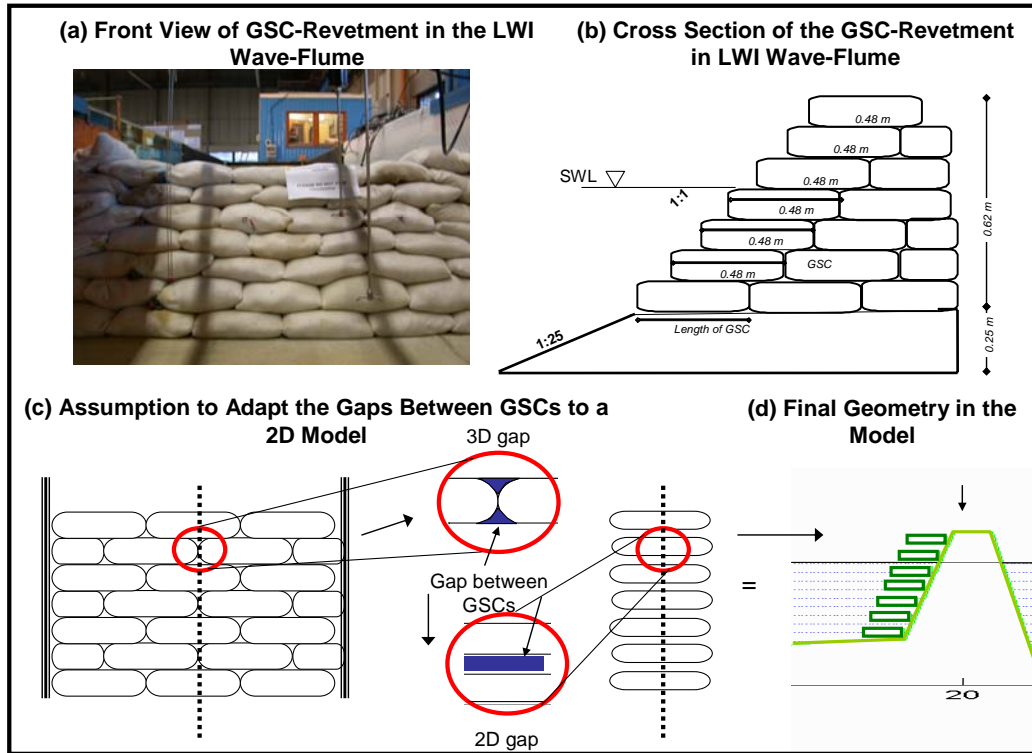 (a) Front View of GSC-Revetment in the LWI
Wave-Flume
(b) Cross Section of the GSC-Revetment
in LWI Wave-Flume
0.48 m
0.48 m
SWL
0.48 m
1:1
0.48 m
0.48 m
GSC
0.48 m
Length of GSC
1:25
0.62 m
0.25 m
(c) Assumption to Adapt the Gaps Between GSCs to a
2D Model
3D gap
Gap between
GSCs
2D gap
(d) Final Geometry in the
Model
=
20